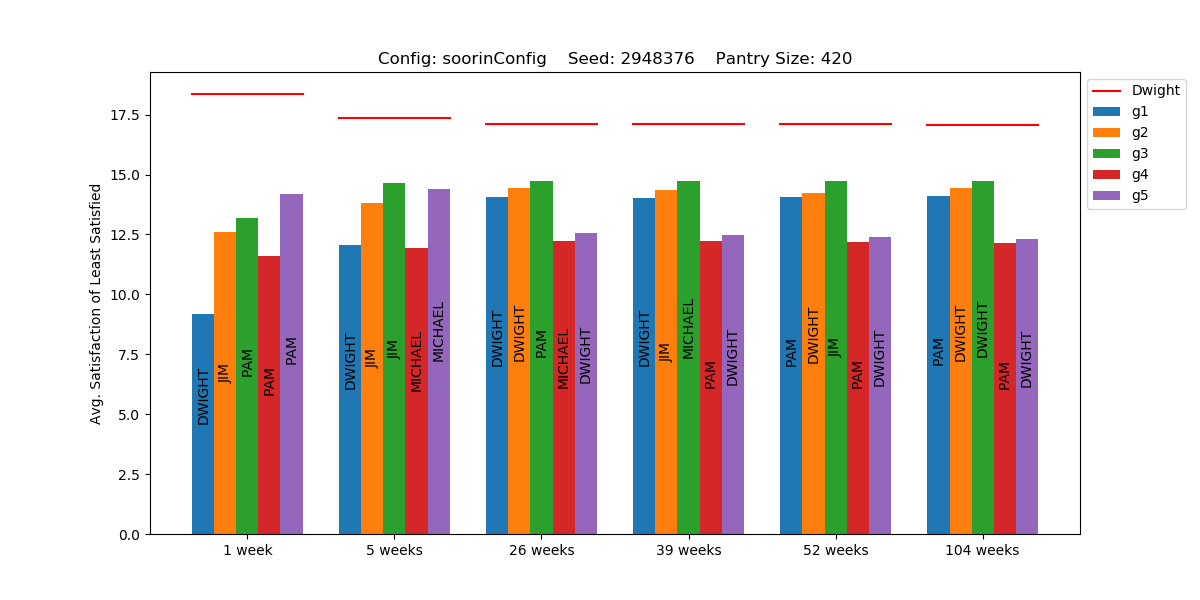 Config: soorinConfig    Seed: 2948376    Pantry Size: 420
Avg. Satisfaction of Least Satisfied
17.5
15.0
12.5
10.0
7.5
5.0
2.5
0.0
DWIGHT
JIM
PAM
PAM
PAM
DWIGHT
JIM
JIM
MICHAEL
MICHAEL
DWIGHT
DWIGHT
PAM
MICHAEL
DWIGHT
DWIGHT
JIM
MICHAEL
PAM
DWIGHT
PAM
DWIGHT
JIM
PAM
DWIGHT
PAM
DWIGHT
DWIGHT
PAM
DWIGHT
1 week
5 weeks
26 weeks
39 weeks
52 weeks
104 weeks
Dwight
g1
g2
g3
g4
g5